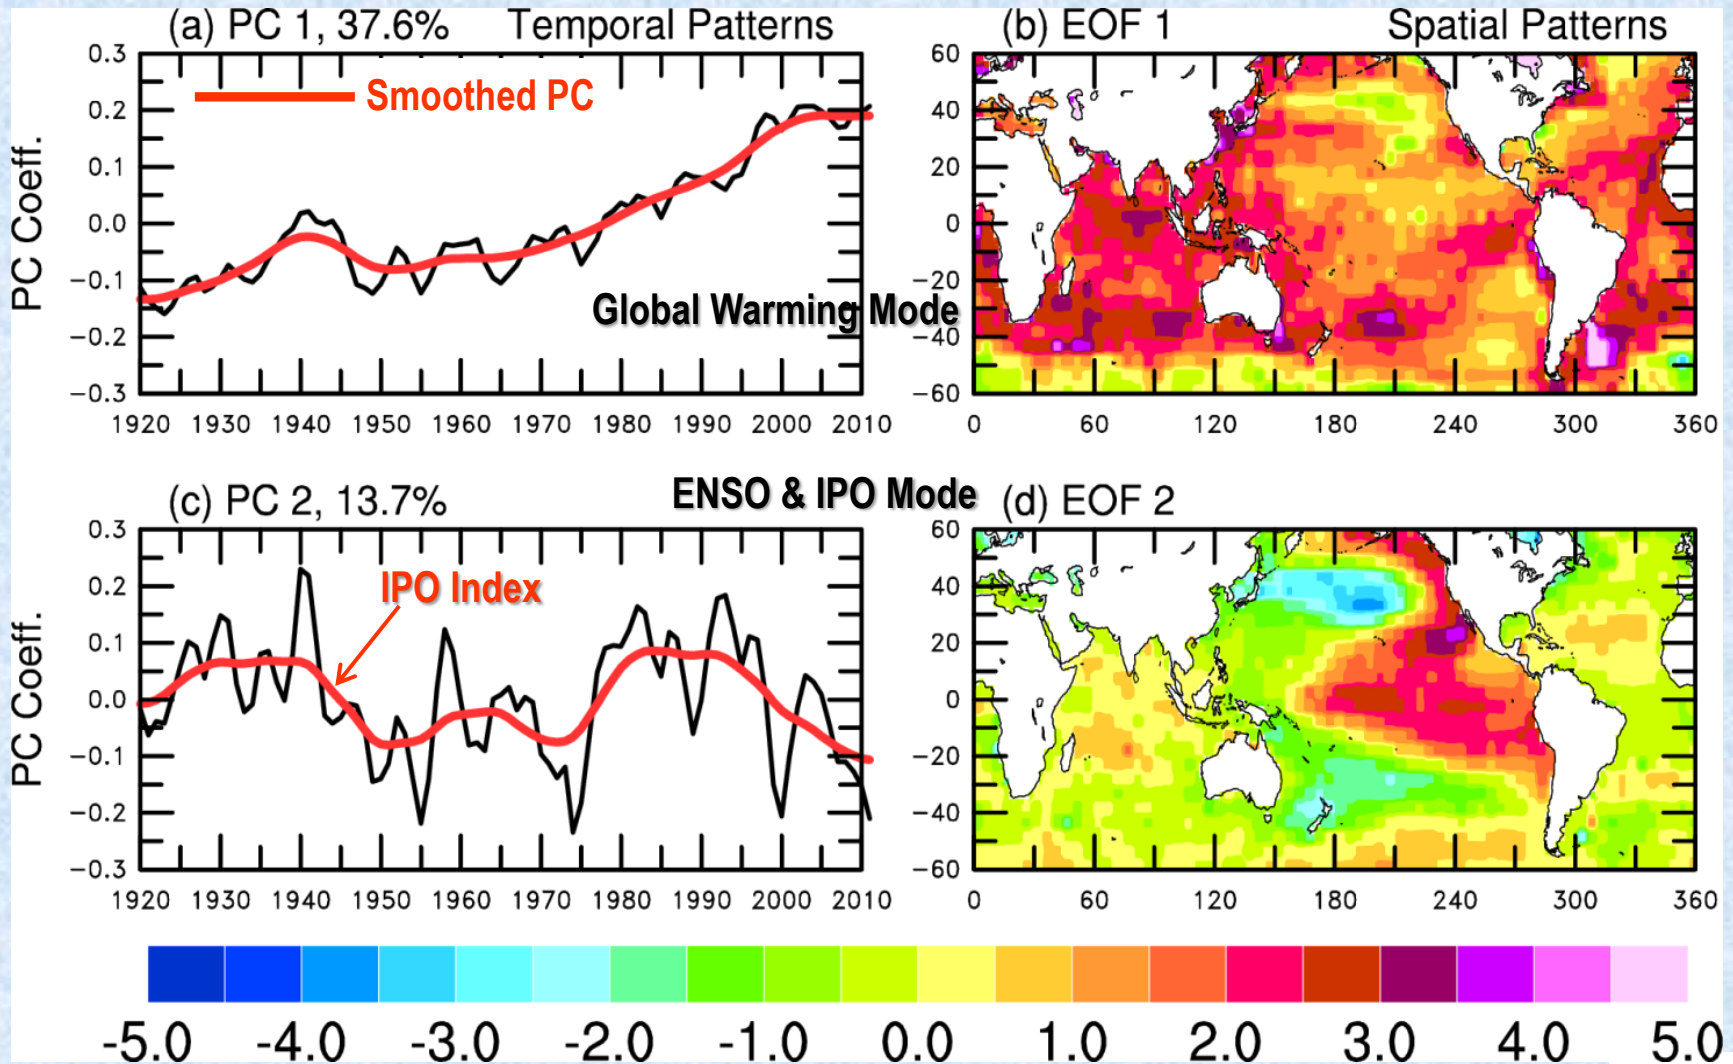 (a) PC 1, 37.6% Temporal Patterns
(b) EOF 1 Spatial Patterns
PC Coeff.
0.3
0.2
0.1
0.0
−0.1
−0.2
−0.3
Smoothed PC
Global Warming Mode
1920 1930 1940 1950 1960 1970 1980 1990 2000 2010
60
40
20
0
−20
−40
−60
0 60 120 180 240 300 360
(c) PC 2, 13.7%
ENSO & IPO Mode
(d) EOF 2
PC Coeff.
0.3
0.2
0.1
0.0
−0.1
−0.2
−0.3
IPO Index
1920 1930 1940 1950 1960 1970 1980 1990 2000 2010
60
40
20
0
−20
−40
−60
0 60 120 180 240 300 360
-5.0 -4.0 -3.0 -2.0 -1.0 0.0 1.0 2.0 3.0 4.0 5.0